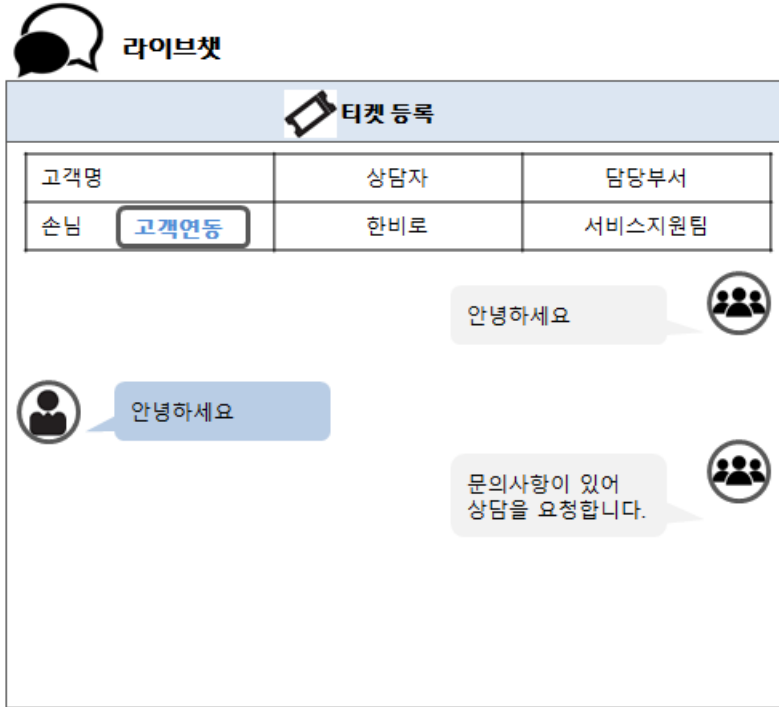 라이브챗
티켓 등록
고객명 상담자 담당부서
손님 고객연동 한비로 서비스지원팀
안녕하세요
안녕하세요
문의사항이 있어
상담을 요청합니다.